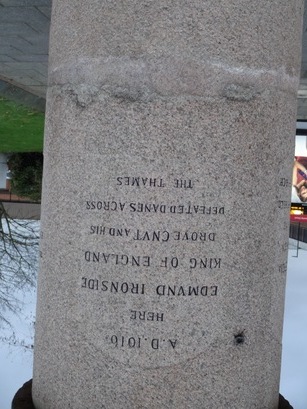 A.D. 1016
HERE
EDMVND IRONSIDE
KING OF ENGLAND
DROVE CNVT AND HIS
DEFEATED DANES ACROSS
THE THAMES